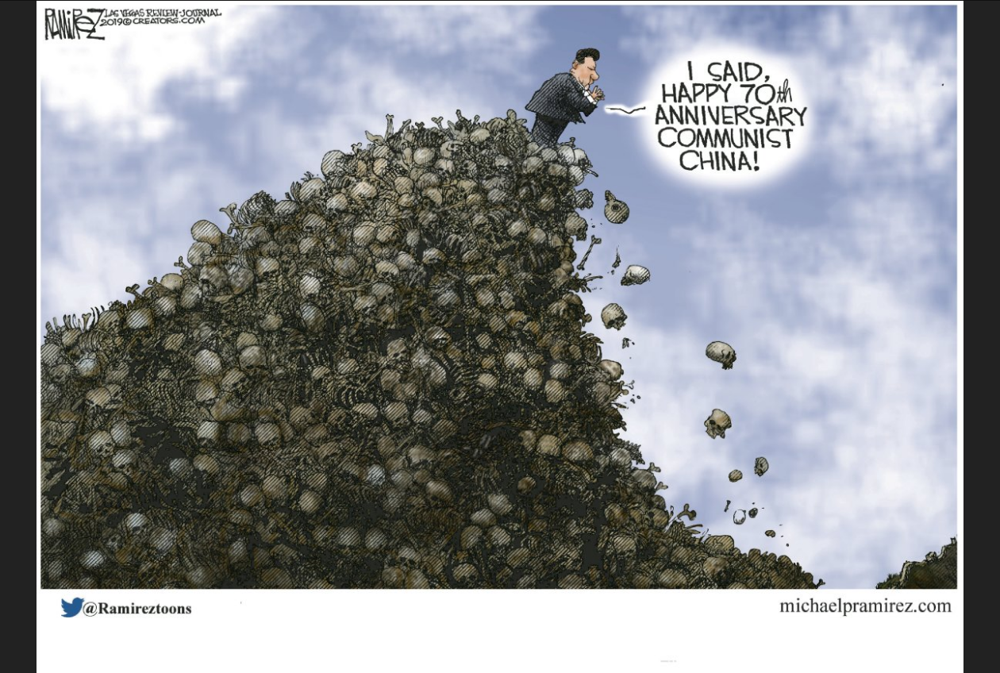 RAMIREZ
LAS VEGAS REVIEW-JOURNAL
2019©CREATORS.COM
I SAID,
HAPPY 70th
ANNIVERSARY
COMMUNIST
CHINA!
@Ramireztoons
michaelpramirez.com